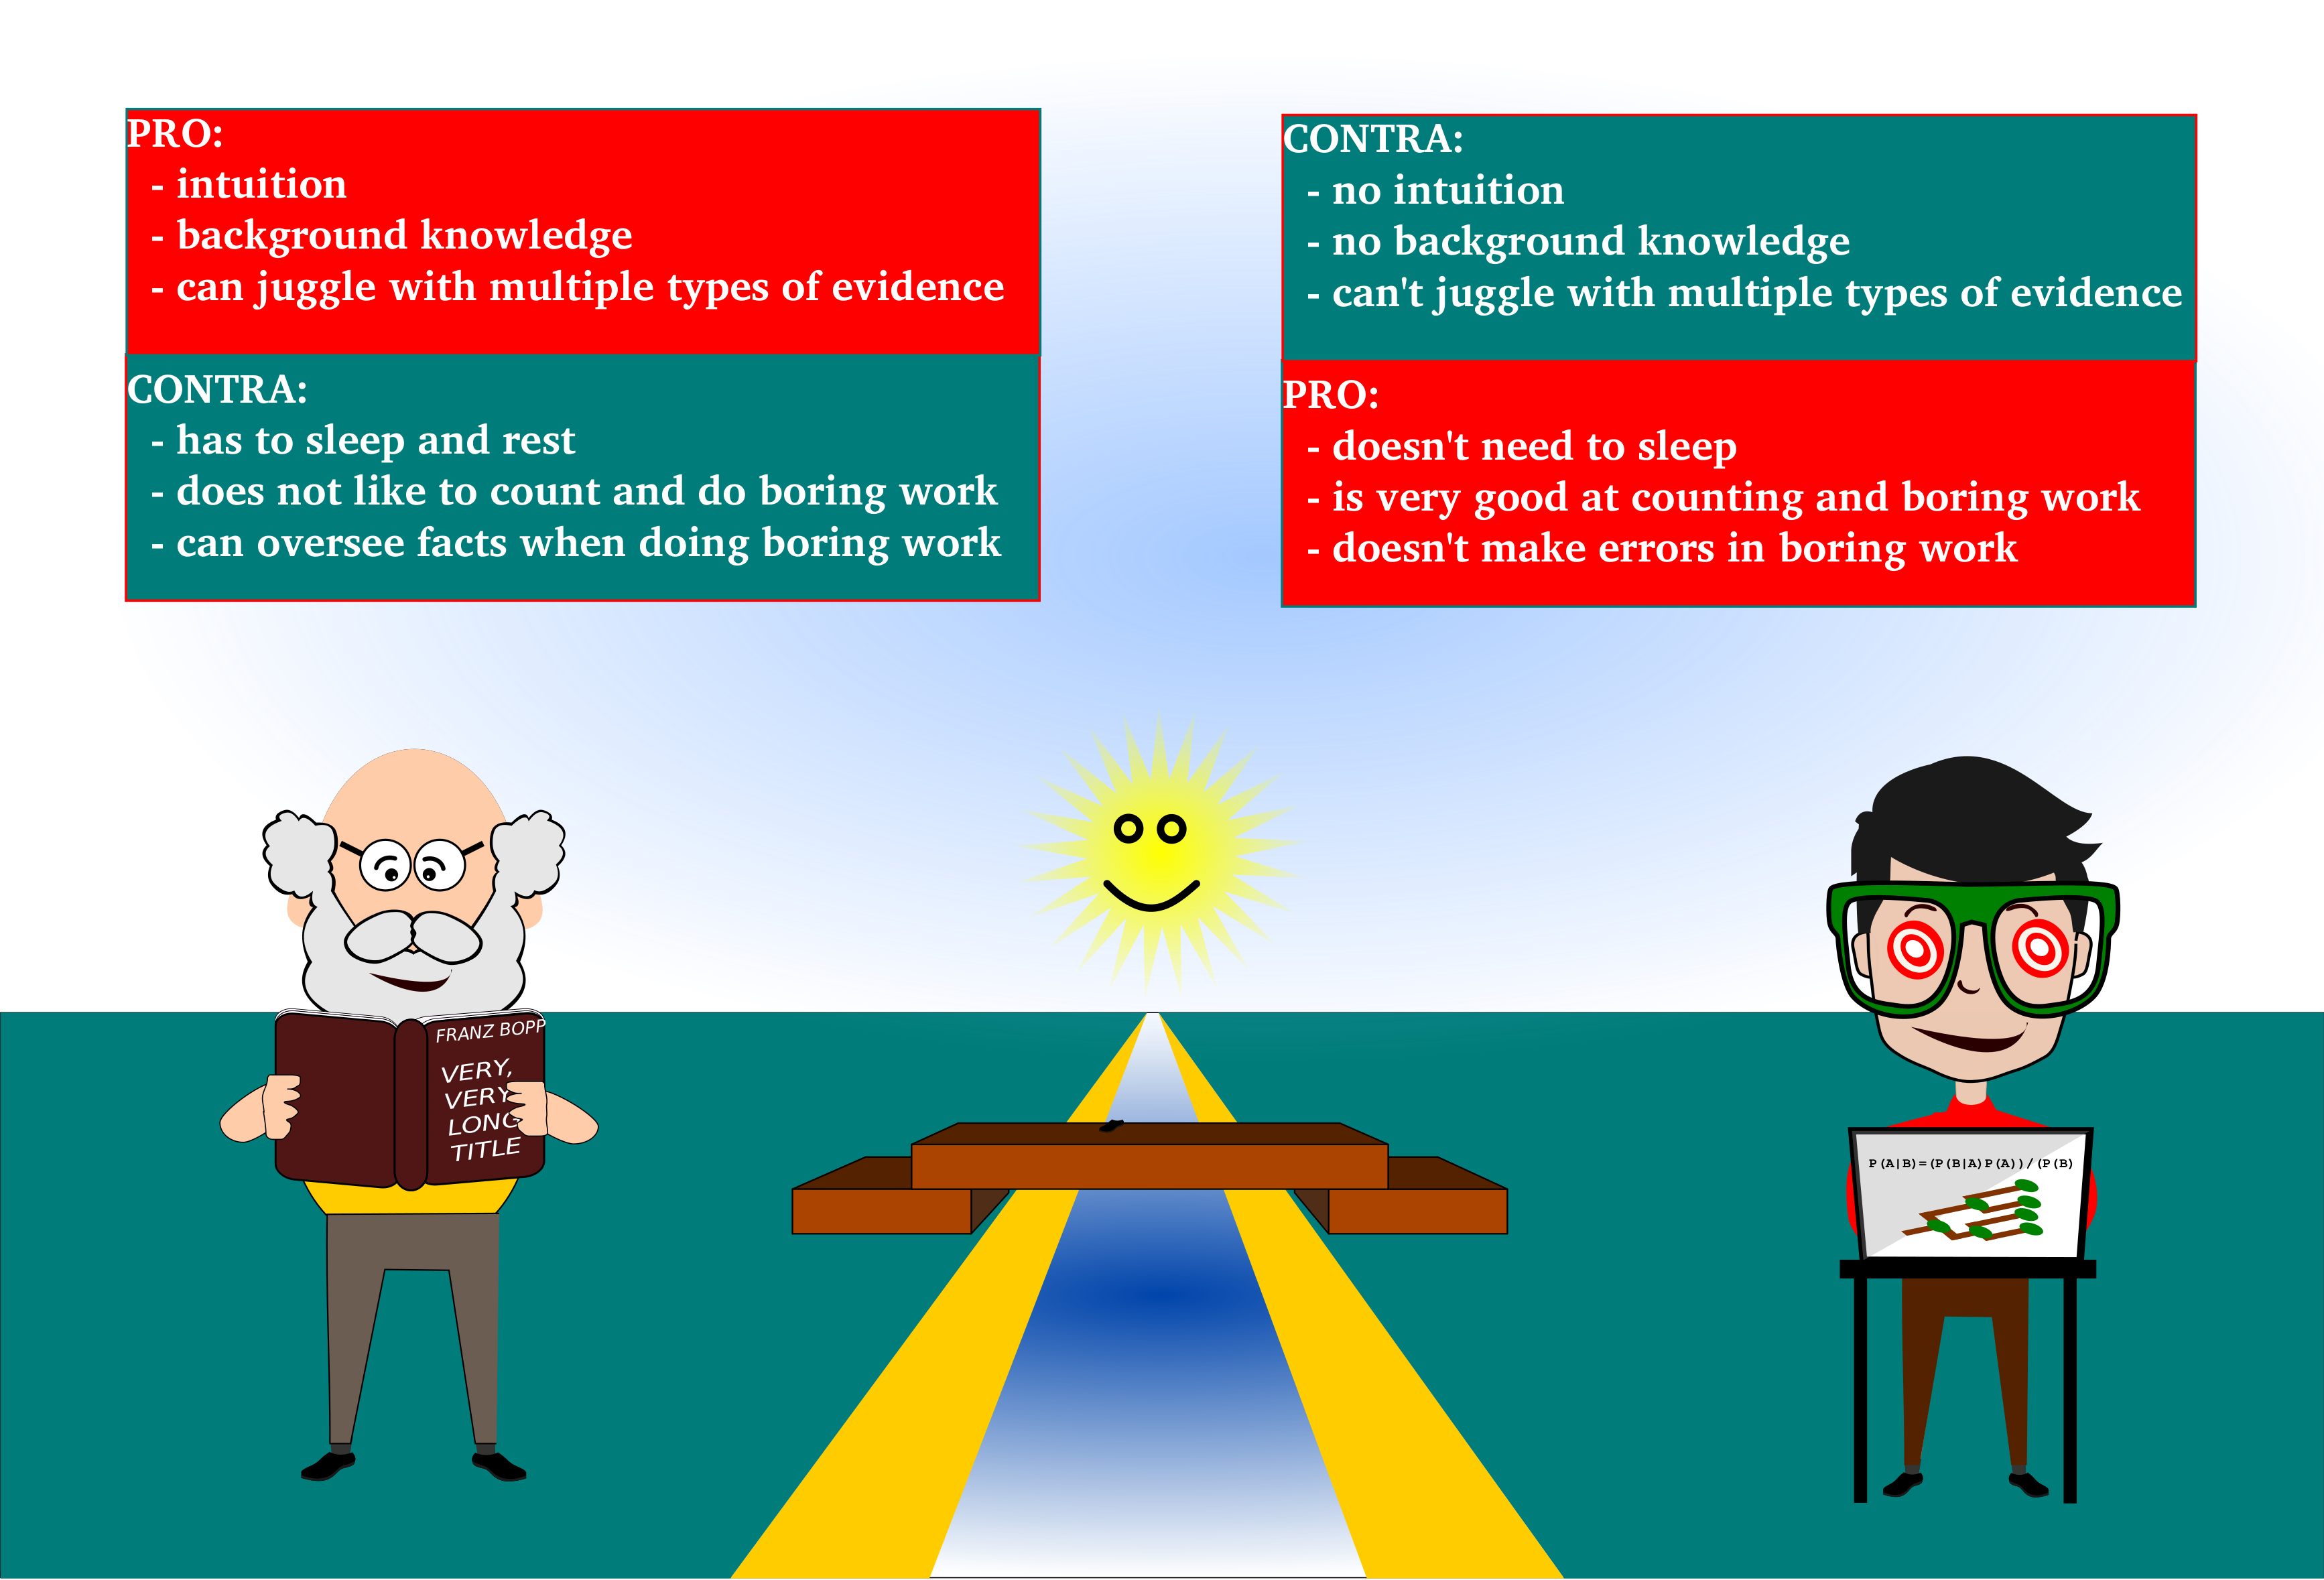 PRO:
- intuition
- background knowledge
- can juggle with multiple types of evidence
CONTRA:
- has to sleep and rest
- does not like to count and do boring work
- can oversee facts when doing boring work
CONTRA:
- no intuition
- no background knowledge
- can't juggle with multiple types of evidence
PRO:
- doesn't need to sleep
- is very good at counting and boring work
- doesn't make errors in boring work
FRANZ BOPP
VERY,
VERY
LONG
TITLE
P(A|B)=(P(B|A)P(A))/(P(B)